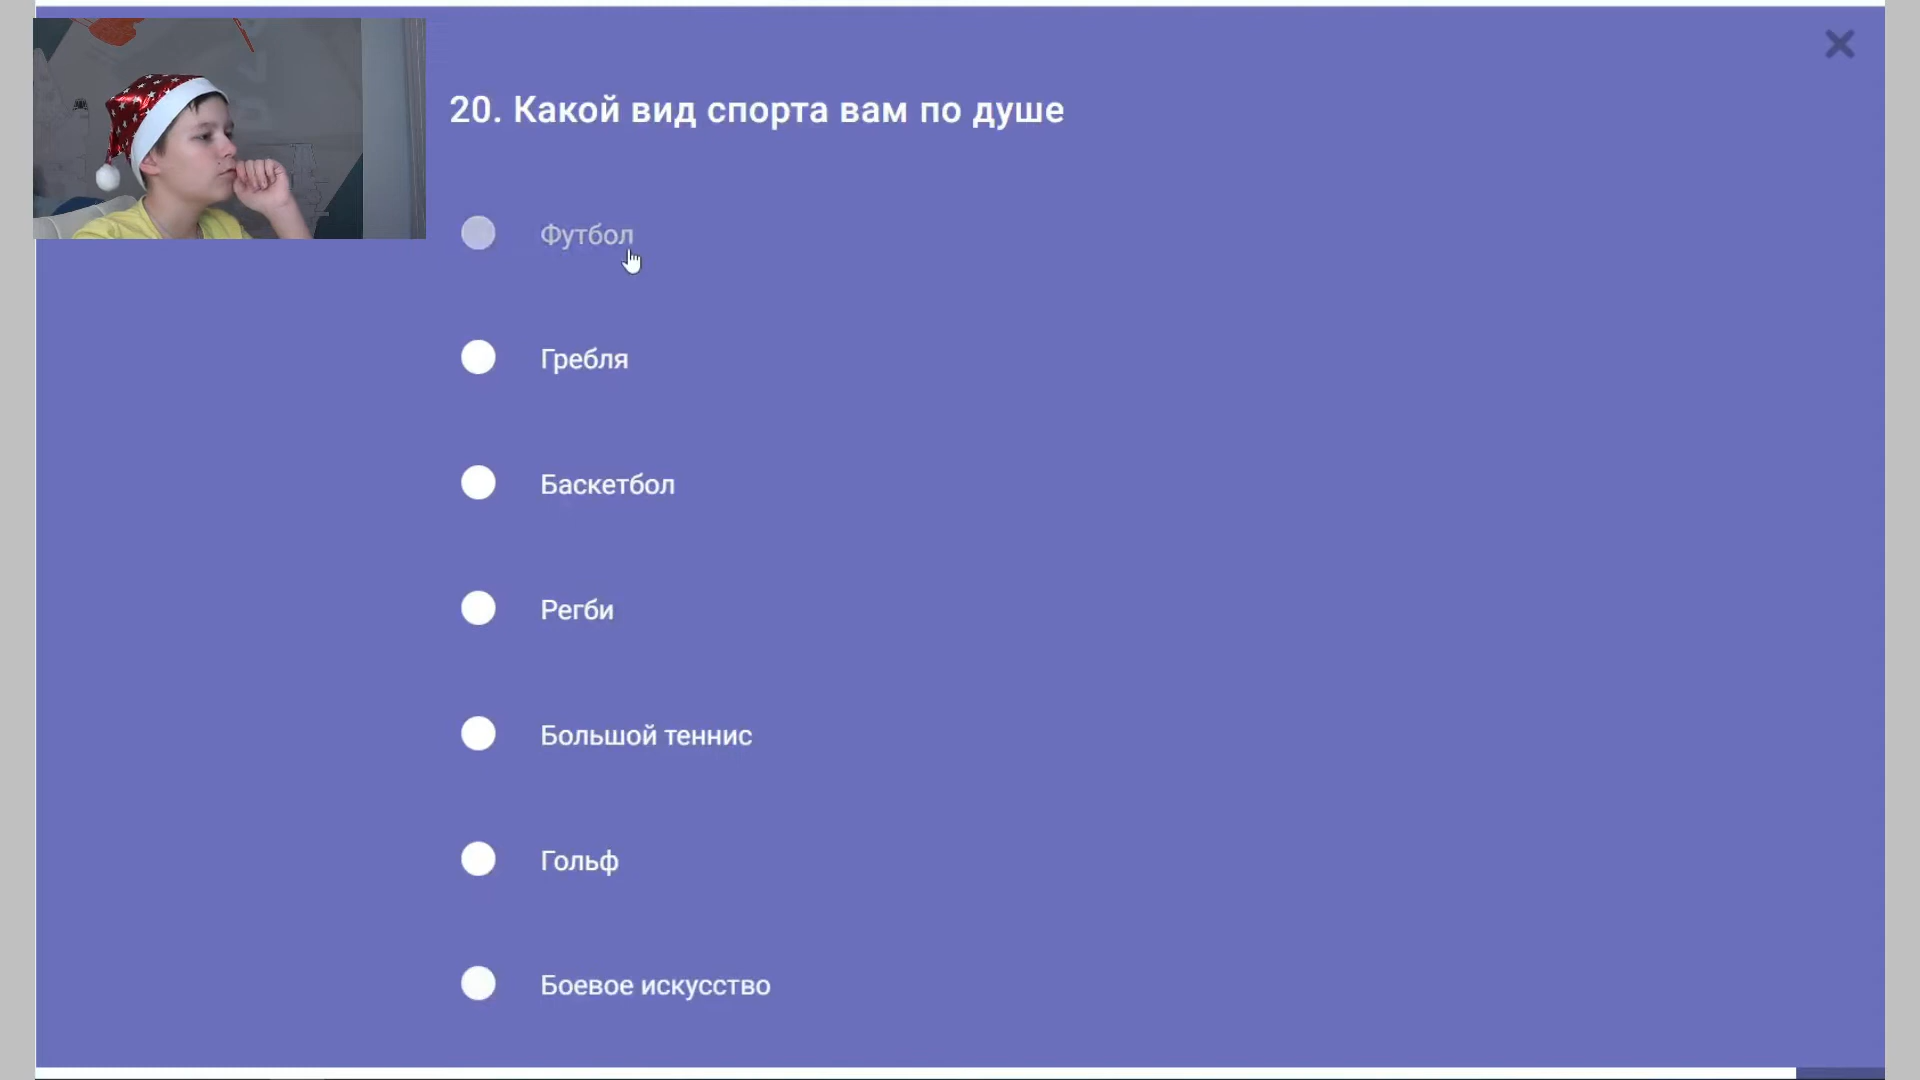 20. Какой вид спорта вам по душе
Футбол
Гребля
Баскетбол
Регби
Большой теннис
Гольф
Боевое искусство